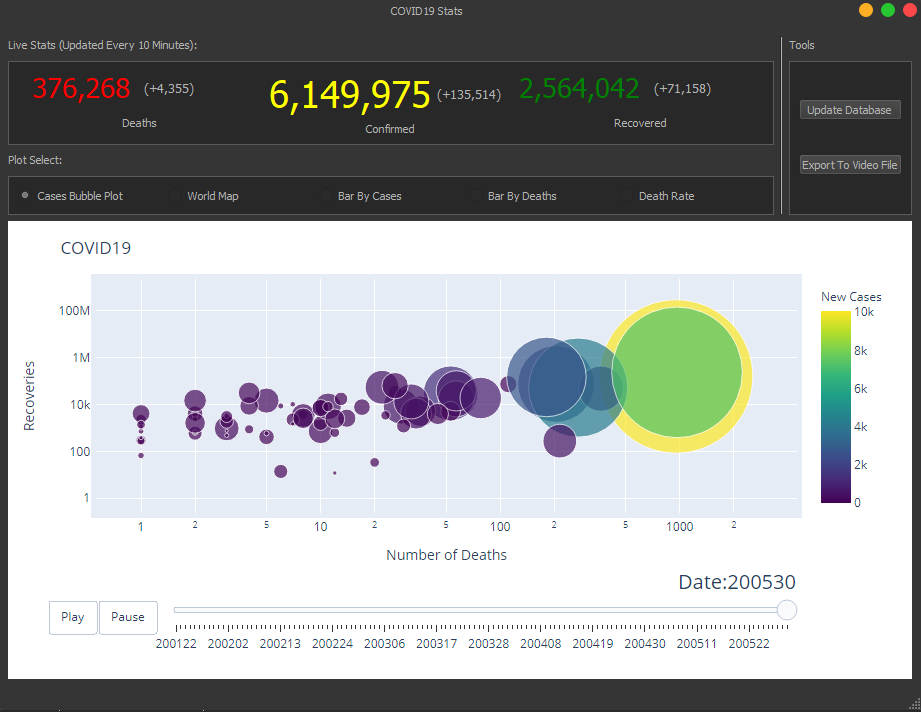 COVID19 Stats
Live Stats (Updated Every 10 Minutes):
Tools
376,268 (+4,355)
6,149,975 (+135,514)
2,564,042 (+71,158)
Deaths
Confirmed
Recovered
Update Database
Export To Video File
Plot Select:
Cases Bubble Plot
World Map
Bar By Cases
Bar By Deaths
Death Rate
COVID19
New Cases
10k
8k
6k
4k
2k
0
Recoveries
100M
1M
10k
100
1
1 2 5 10 2 5 100 2 5 1000 2
Number of Deaths
Date:200530
Play
Pause
200122 200202 200213 200224 200306 200317 200328 200408 200419 200430 200511 200522